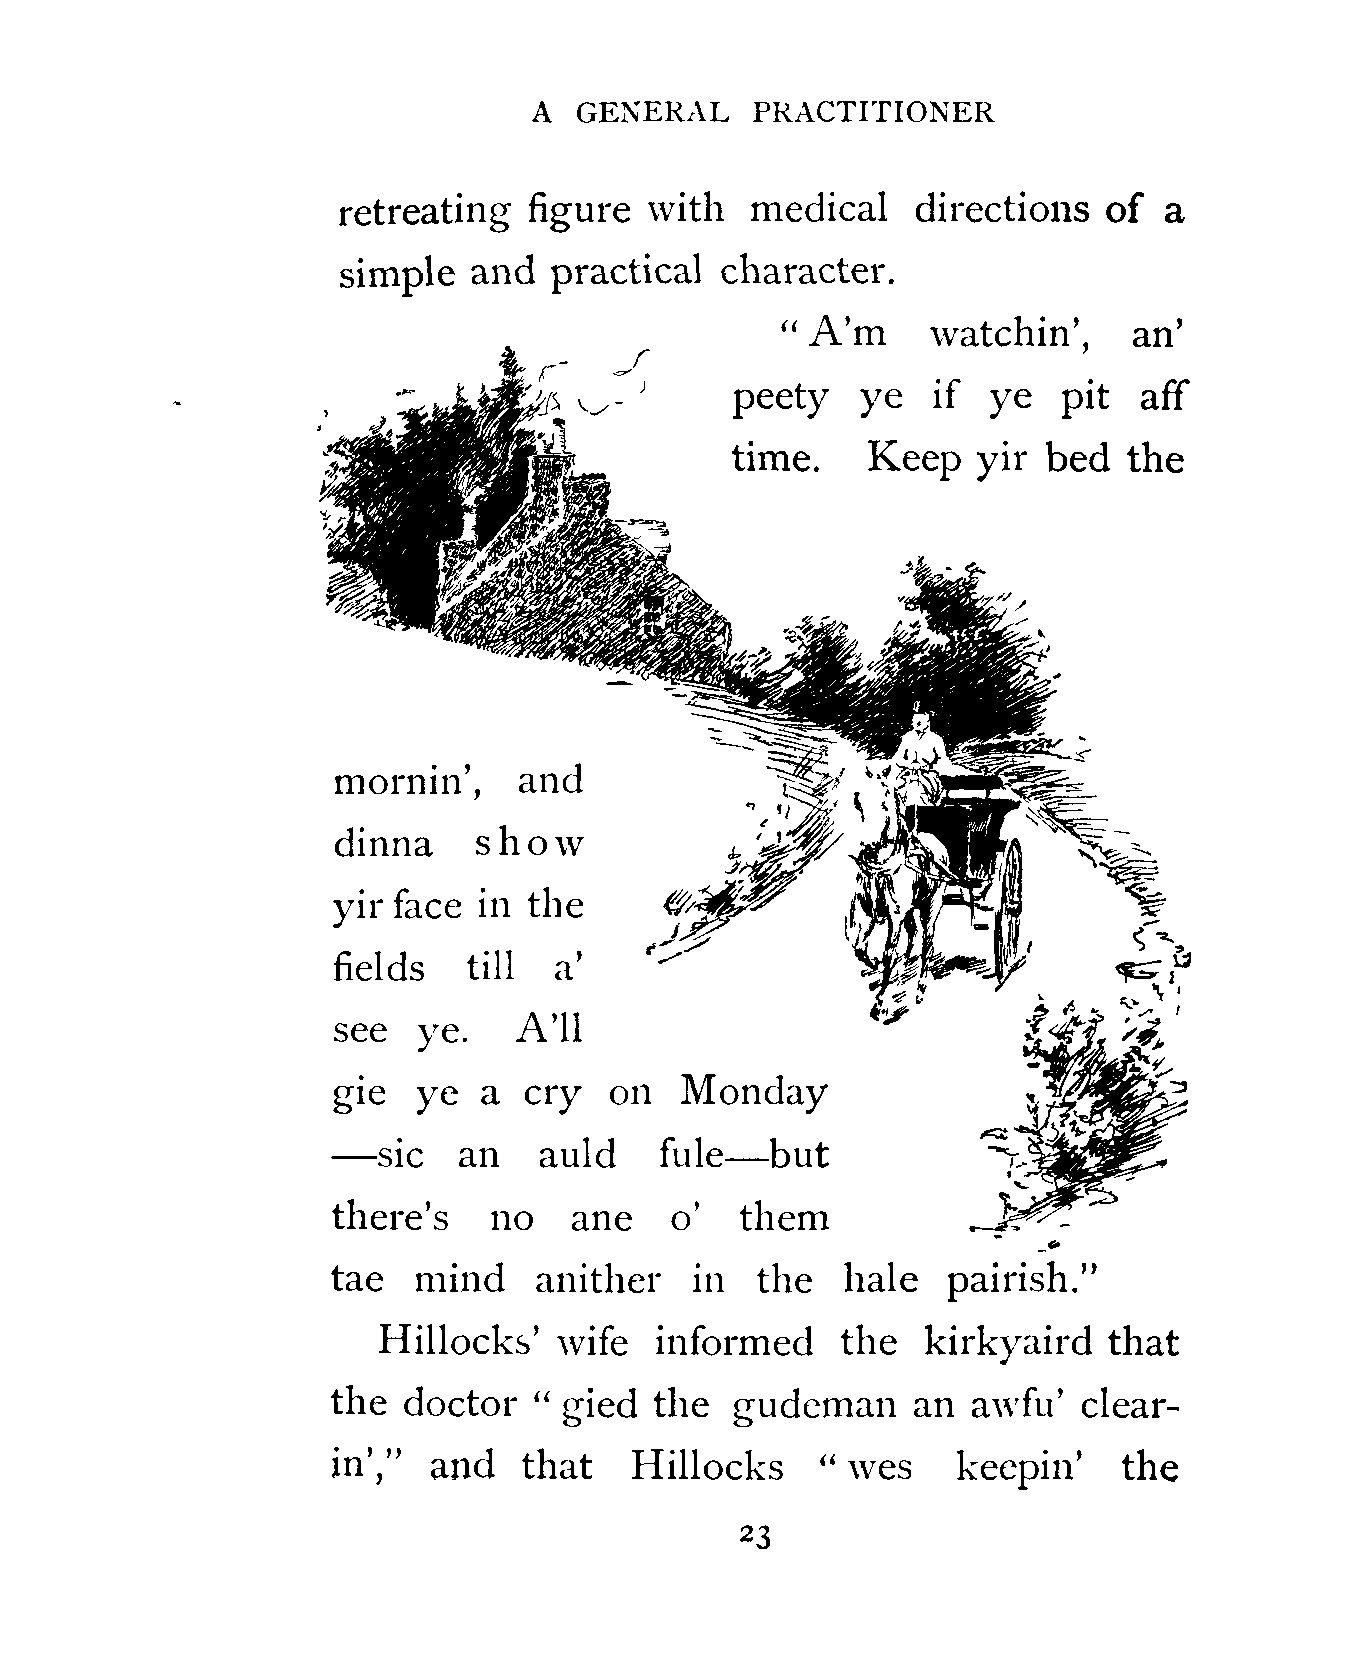 A GENERAL PRACTITIONER
retreating figure with medical directions of a
simple and practical character.
“ A’m watchin’, an’
peety ye if ye pit aff
time. Keep yir bed the
mornin’, and
dinna show
yir face in the
fields till a’
see ye. A’ll
gie ye a cry on Monday
—sic an auld fule—but
there’s no ane o’ them
tae mind anither in the hale pairish.”
Hillocks’ wife informed the kirkyaird that
the doctor “ gied the gudeman an awfu’ clear-
in’,” and that Hillocks “ wes keepin’ the
23